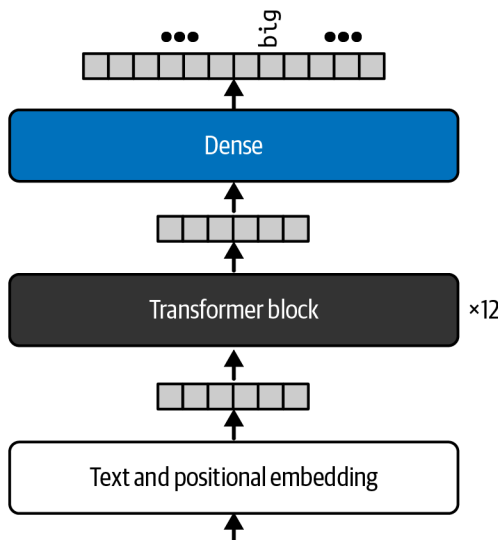 big
Dense
Transformer block
×12
Text and positional embedding